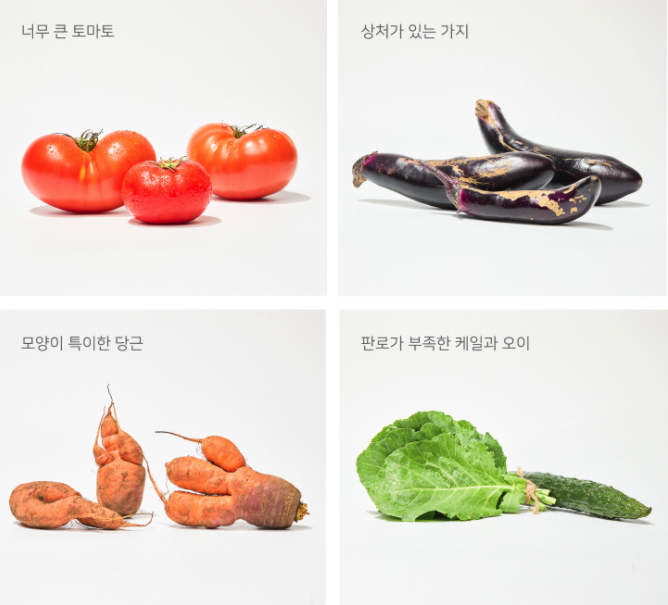 너무 큰 토마토
상처가 있는 가지
모양이 특이한 당근
판로가 부족한 케일과 오이